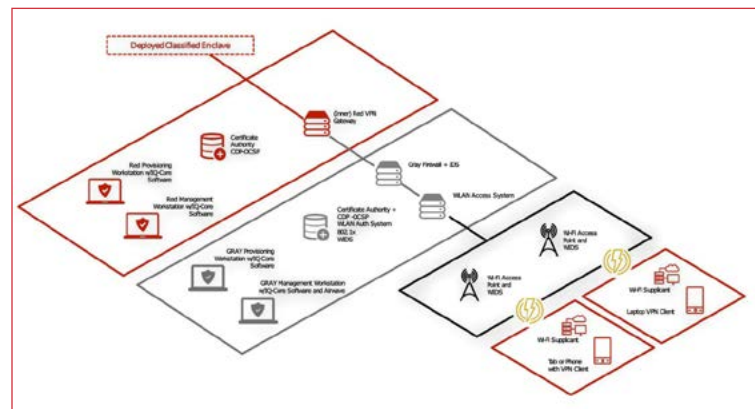 Deployed Classified Enclave
(Inner) Red VPN
Gateway
Certificate
Authority
CDP-OCSP
Red Provisioning
Workstation w/IQ-Core
Software
Red Management
Workstation w/IQ-Core
Software
Gray Firewall + IDS
WLAN Access System
Certificate Authority +
CDP -OCSP
WLAN Auth System
802.1x
WIDS
GRAY Provisioning
Workstation w/IQ-Core
Software
GRAY Management Workstation
w/IQ-Core Software and Airwave
Wi-Fi Access
Point and
WIDS
Wi-Fi Access
Point and
WIDS
Wi-Fi Supplicant
Laptop VPN Client
Wi-Fi Supplicant
Tab or Phone
with VPN Client